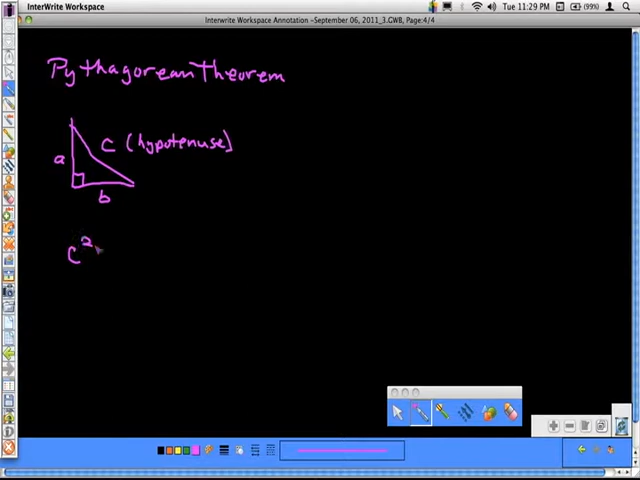 InterWrite Workspace
Tue 11:29 PM
(99%)
InterWrite Workspace Annotation -September 06, 2011_3.GWB, Page:4/4
Pythagorean Theorem
a
c (hypotenuse)
b
c²